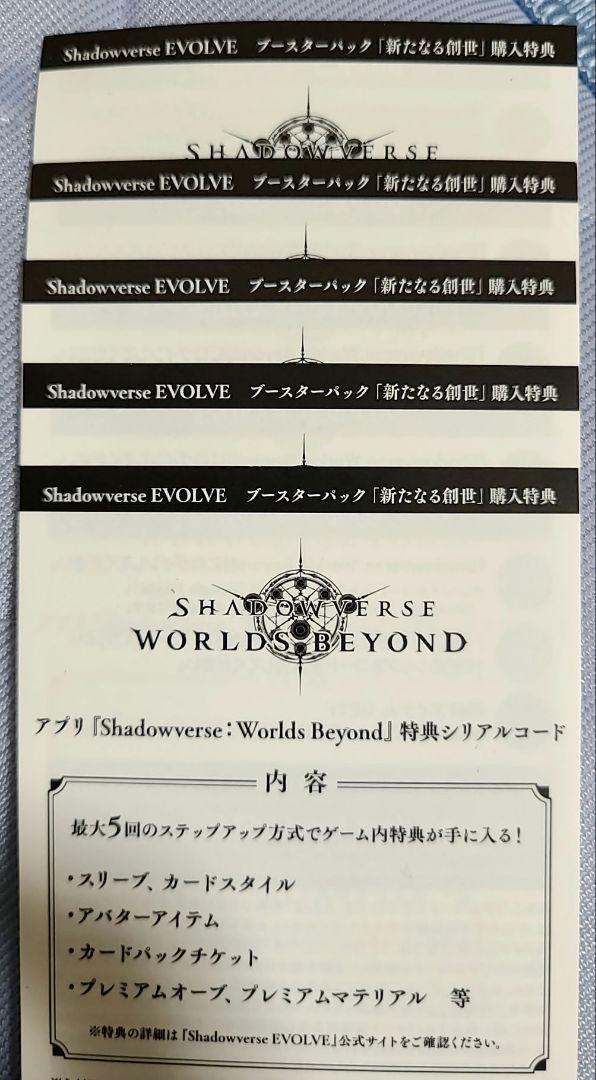 Shadowverse EVOLVE ブースターパック「新たなる創世」購入特典
SHADOWVERSE
Shadowverse EVOLVE ブースターパック「新たなる創世」購入特典
Shadowverse EVOLVE ブースターパック「新たなる創世」購入特典
Shadowverse EVOLVE ブースターパック「新たなる創世」購入特典
Shadowverse EVOLVE ブースターパック「新たなる創世」購入特典
SHADOWVERSE
WORLDS BEYOND
アプリ『Shadowverse：Worlds Beyond』特典シリアルコード
内 容
最大5回のステップアップ方式でゲーム内特典が手に入る！
・スリーブ、カードスタイル
・アバターアイテム
・カードパックチケット
・プレミアムオーブ、プレミアムマテリアル 等
※特典の詳細は『Shadowverse EVOLVE』公式サイトをご確認ください。